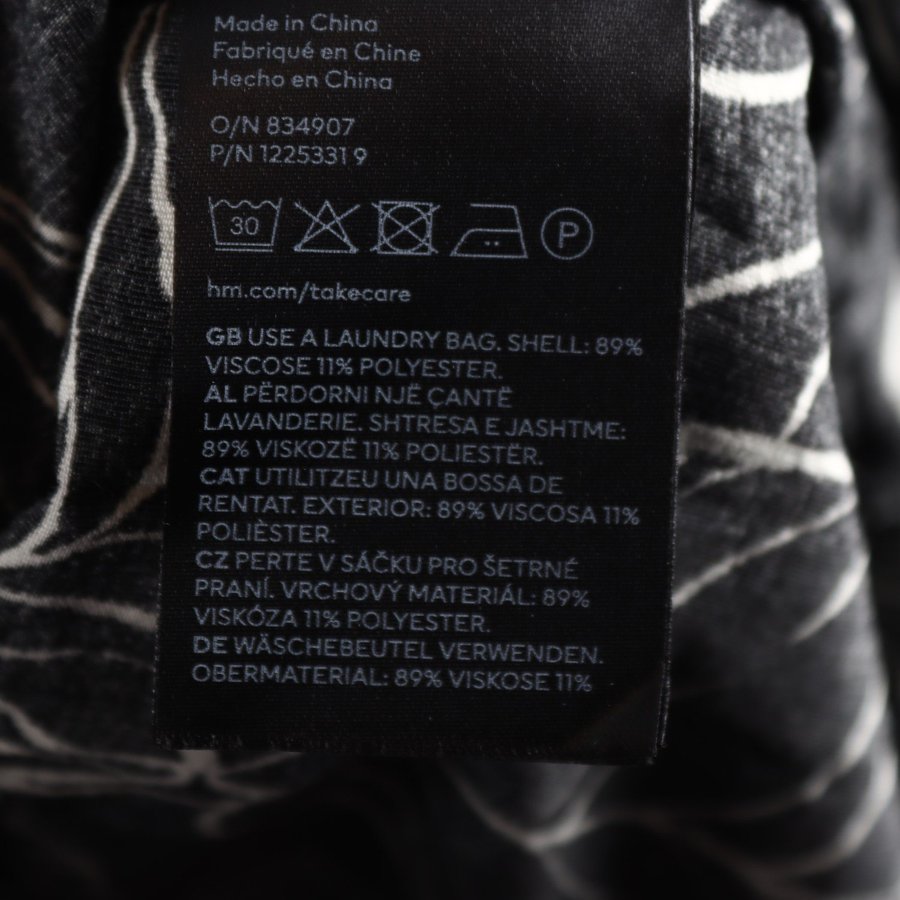 Made in China
Fabriqué en Chine
Hecho en China
O/N 834907
P/N 1225331 9
30 P
hm.com/takecare
GB USE A LAUNDRY BAG. SHELL: 89%
VISCOSE 11% POLYESTER.
AL PËRDORNI NJË ÇANTË
LAVANDERIE. SHTRESA E JASHTME:
89% VISKOZË 11% POLIESTËR.
CAT UTILITZEU UNA BOSSA DE
RENTAT. EXTERIOR: 89% VISCOSA 11%
POLIÈSTER.
CZ PERTE V SÁČKU PRO ŠETRNÉ
PRANÍ. VRCHOVÝ MATERIÁL: 89%
VISKÓZA 11% POLYESTER.
DE WÄSCHEBEUTEL VERWENDEN.
OBERMATERIAL: 89% VISKOSE 11%